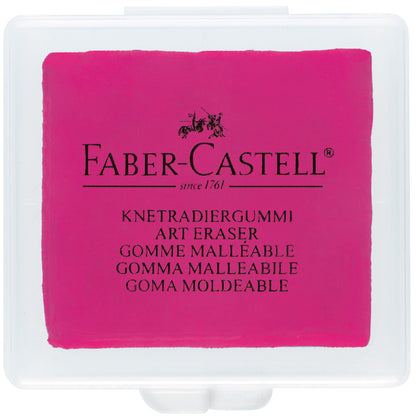 FABER-CASTELL®
since 1761
KNETRADIERGUMMI
ART ERASER
GOMME MALLÉABLE
GOMMA MALLEABILE
GOMA MOLDEABLE